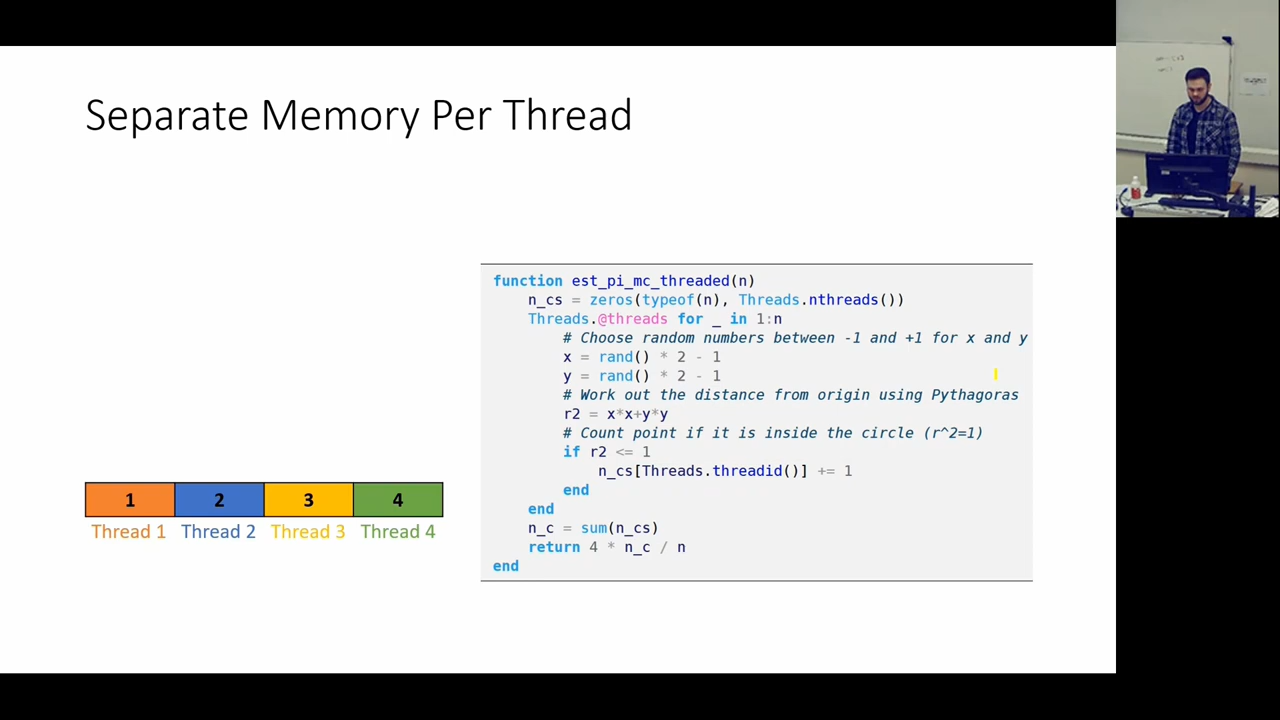 Separate Memory Per Thread
function est_pi_mc_threaded(n)
    n_cs = zeros(typeof(n), Threads.nthreads())
    Threads.@threads for _ in 1:n
        # Choose random numbers between -1 and +1 for x and y
        x = rand() * 2 - 1
        y = rand() * 2 - 1
        # Work out the distance from origin using Pythagoras
        r2 = x*x+y*y
        # Count point if it is inside the circle (r^2=1)
        if r2 <= 1
            n_cs[Threads.threadid()] += 1
        end
    end
    n_c = sum(n_cs)
    return 4 * n_c / n
end
1 2 3 4
Thread 1 Thread 2 Thread 3 Thread 4